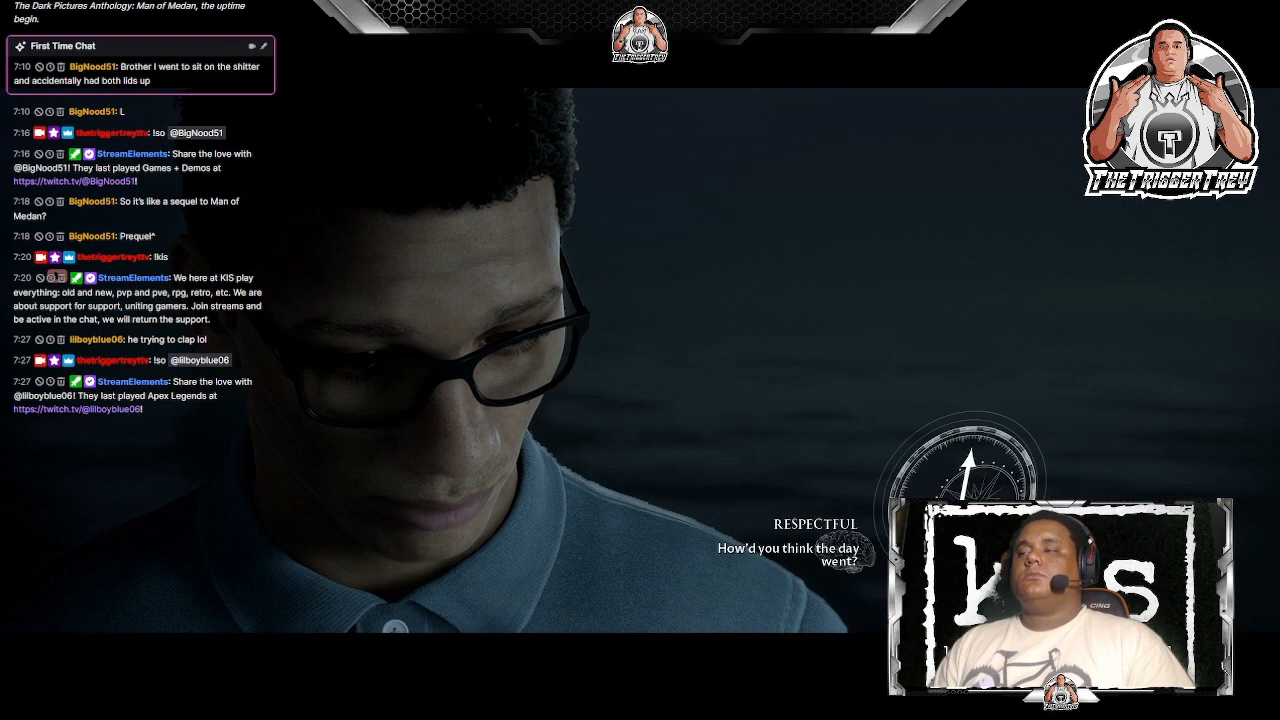 The Dark Pictures Anthology: Man of Medan, the uptime
begin.
First Time Chat
7:10 BigNood51: Brother I went to sit on the shitter
and accidentally had both lids up
7:10 BigNood51: L
7:16 thetriggertreyttv: !so @BigNood51
7:16 StreamElements: Share the love with
@BigNood51! They last played Games + Demos at
https://twitch.tv/@BigNood51!
7:18 BigNood51: So it's like a sequel to Man of
Medan?
7:18 BigNood51: Prequel^
7:20 thetriggertreyttv: !kis
7:20 StreamElements: We here at KIS play
everything: old and new, pvp and pve, rpg, retro, etc. We are
about support for support, uniting gamers. Join streams and
be active in the chat, we will return the support.
7:27 lilboyblue06: he trying to clap lol
7:27 thetriggertreyttv: !so @lilboyblue06
7:27 StreamElements: Share the love with
@lilboyblue06! They last played Apex Legends at
https://twitch.tv/@lilboyblue06!
TheTriggerTrey
T
TheTriggerTrey
RESPECTFUL
How'd you think the day
went?
k s
CING